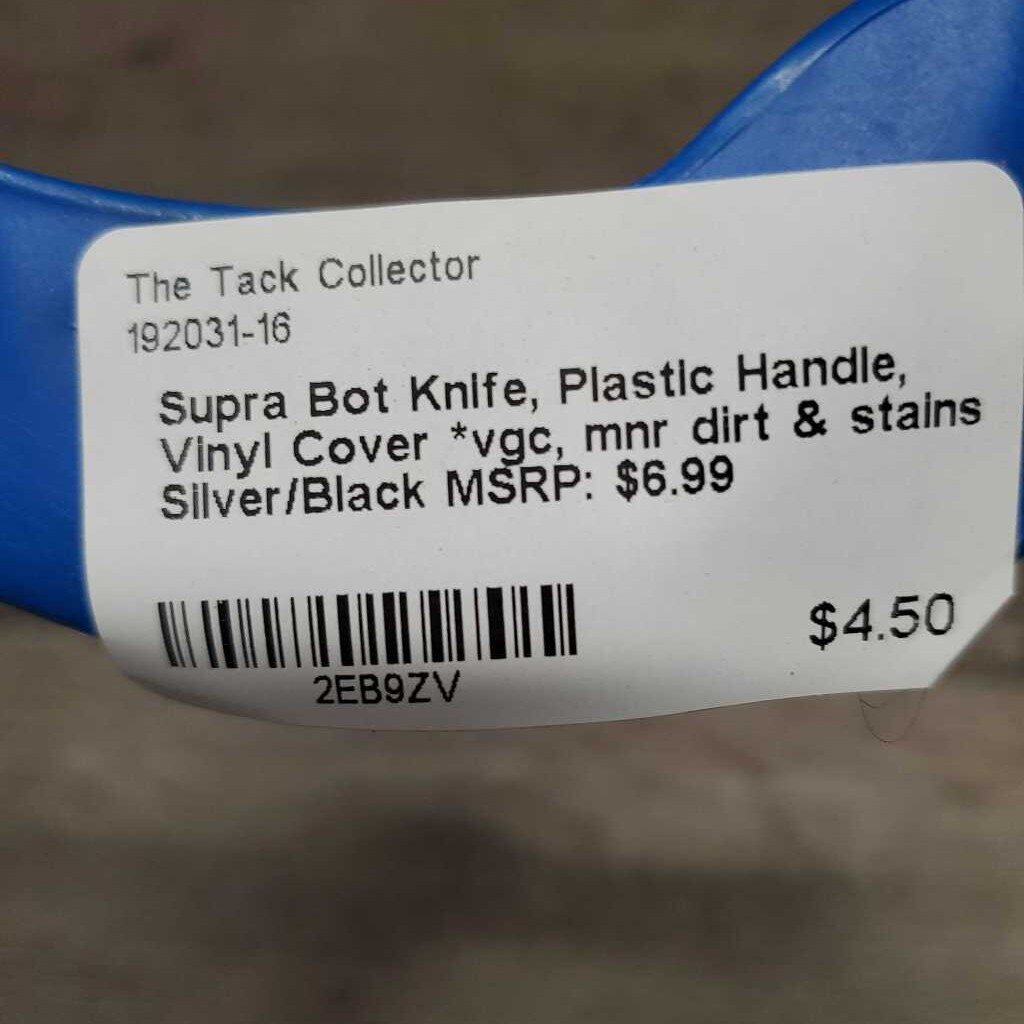 The Tack Collector
192031-16
Supra Bot Knife, Plastic Handle,
Vinyl Cover *vgc, mnr dirt & stains
Silver/Black MSRP: $6.99
2EB9ZV
$4.50